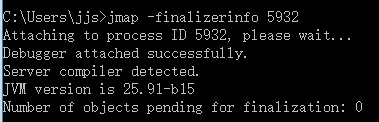 C:\Users\jjs>jmap -finalizerinfo 5932
Attaching to process ID 5932, please wait...
Debugger attached successfully.
Server compiler detected.
JVM version is 25.91-b15
Number of objects pending for finalization: 0